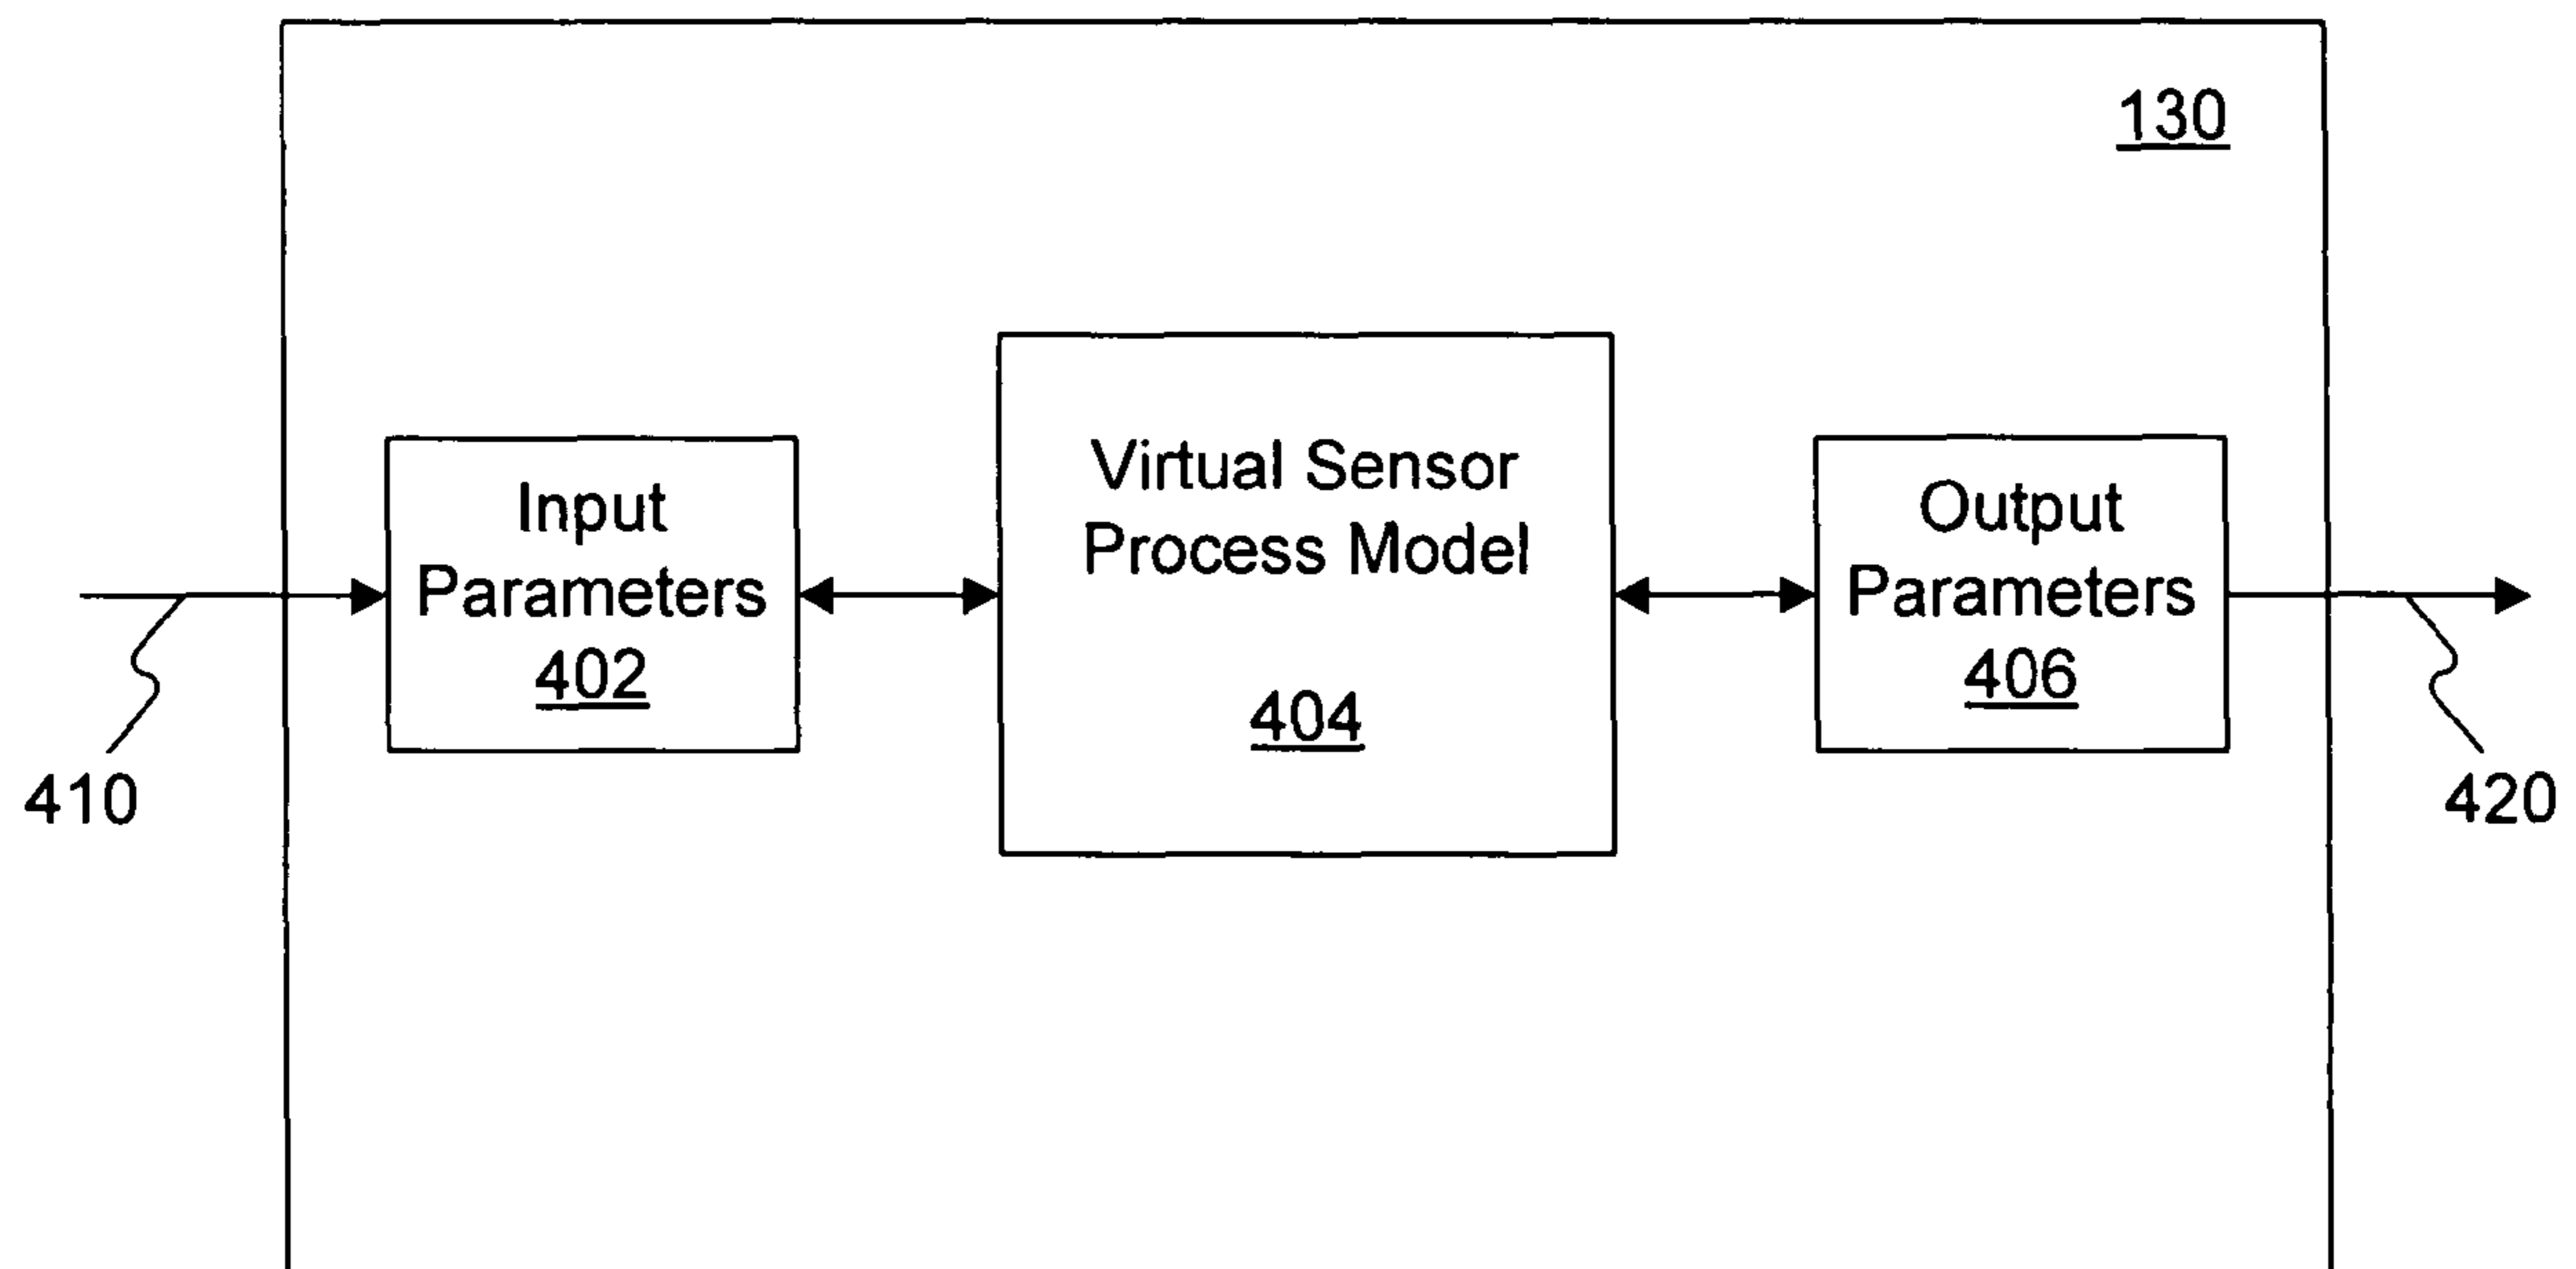 130
Input
Parameters
402
Virtual Sensor
Process Model
404
Output
Parameters
406
410
420